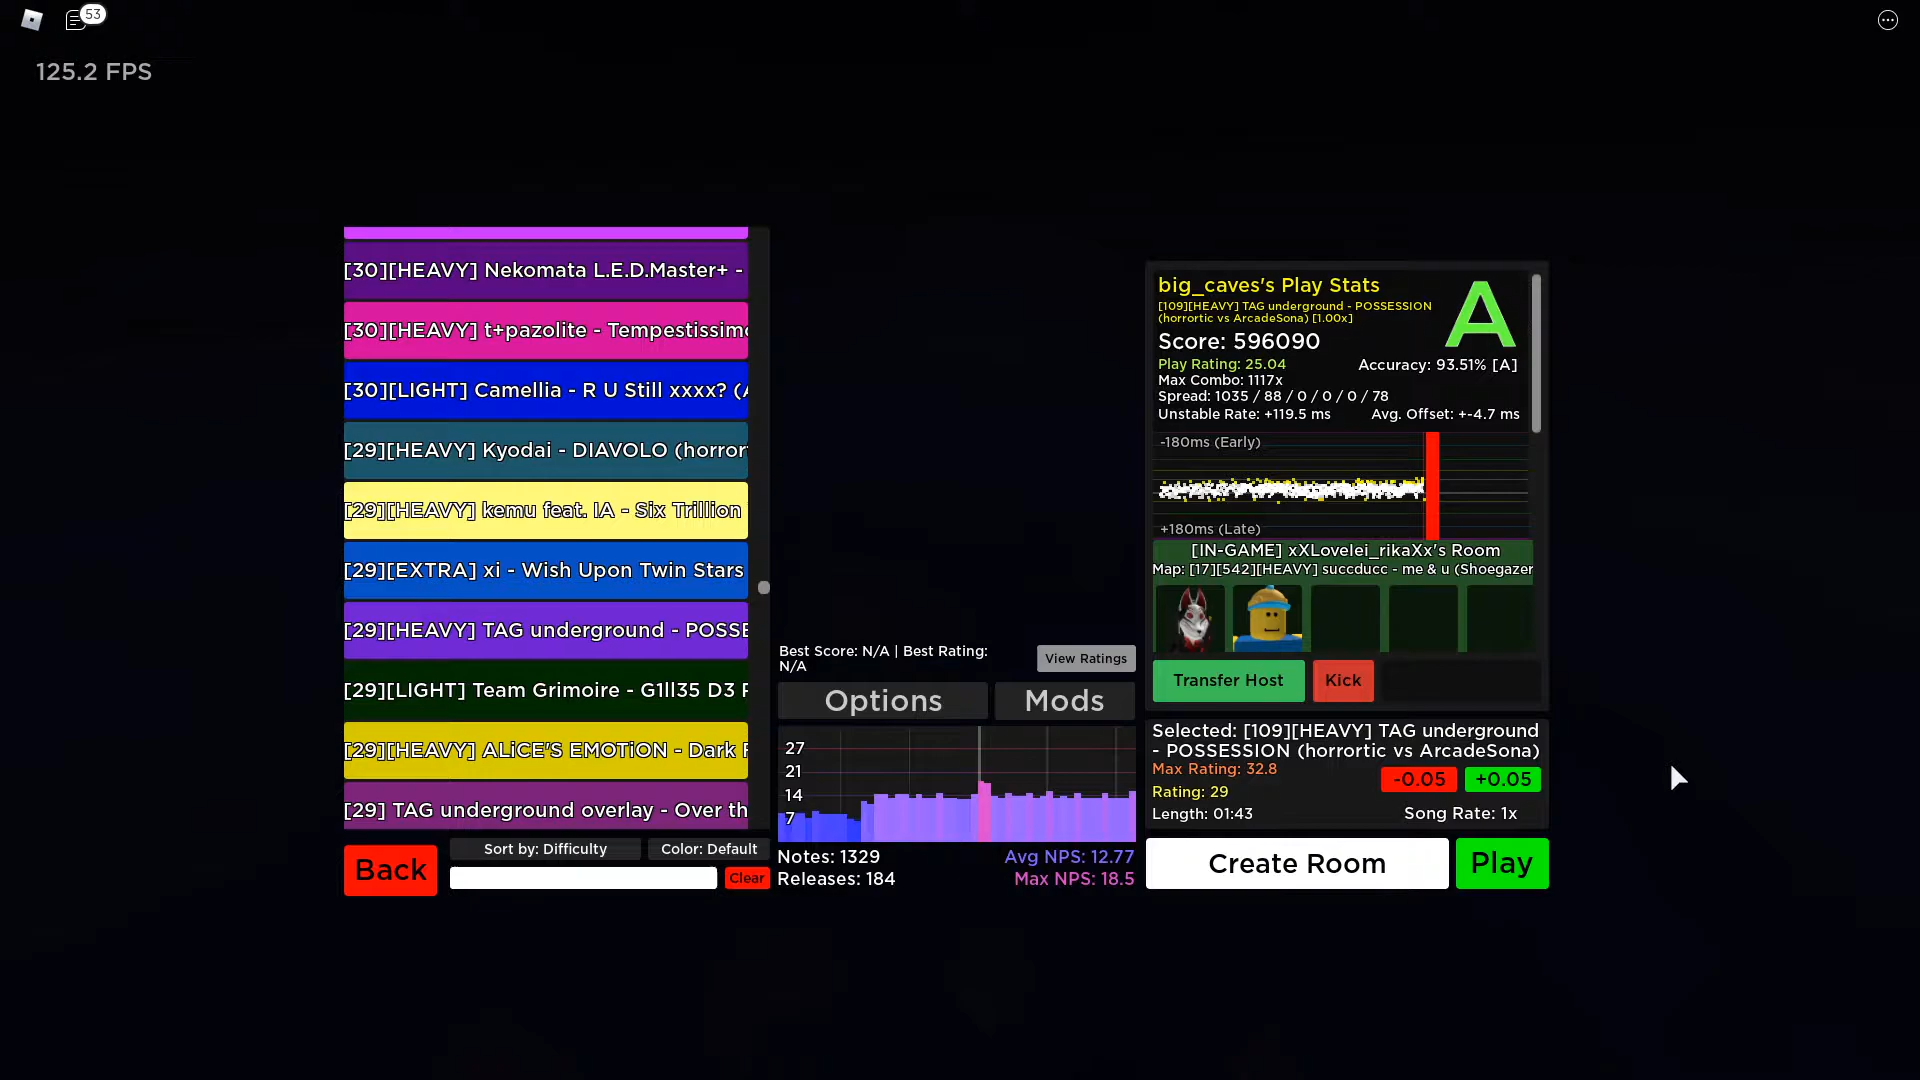 53
125.2 FPS
[30][HEAVY] Nekomata L.E.D.Master+ -
[30][HEAVY] t+pazolite - Tempestissimo
[30][LIGHT] Camellia - R U Still xxxx? (A
[29][HEAVY] Kyodai - DIAVOLO (horror
[29][HEAVY] kemu feat. IA - Six Trillion
[29][EXTRA] xi - Wish Upon Twin Stars
[29][HEAVY] TAG underground - POSSE
[29][LIGHT] Team Grimoire - G1ll35 D3 R
[29][HEAVY] ALiCE'S EMOTiON - Dark F
[29] TAG underground overlay - Over th
Back
Sort by: Difficulty
Color: Default
Clear
Best Score: N/A | Best Rating:
N/A
View Ratings
Options
Mods
27
21
14
7
Notes: 1329
Avg NPS: 12.77
Releases: 184
Max NPS: 18.5
big_caves's Play Stats
[109][HEAVY] TAG underground - POSSESSION
(horrortic vs ArcadeSona) [1.00x]
A
Score: 596090
Play Rating: 25.04
Accuracy: 93.51% [A]
Max Combo: 1117x
Spread: 1035 / 88 / 0 / 0 / 0 / 78
Unstable Rate: +119.5 ms
Avg. Offset: +-4.7 ms
-180ms (Early)
+180ms (Late)
[IN-GAME] xXLovelei_rikaXx's Room
Map: [17][542][HEAVY] succducc - me & u (Shoegazer
Transfer Host
Kick
Selected: [109][HEAVY] TAG underground
- POSSESSION (horrortic vs ArcadeSona)
Max Rating: 32.8
-0.05
+0.05
Rating: 29
Length: 01:43
Song Rate: 1x
Create Room
Play